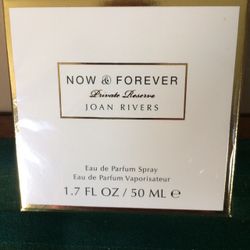 NOW & FOREVER
Private Reserve
JOAN RIVERS
Eau de Parfum Spray
Eau de Parfum Vaporisateur
1.7 FL OZ / 50 ML ℮